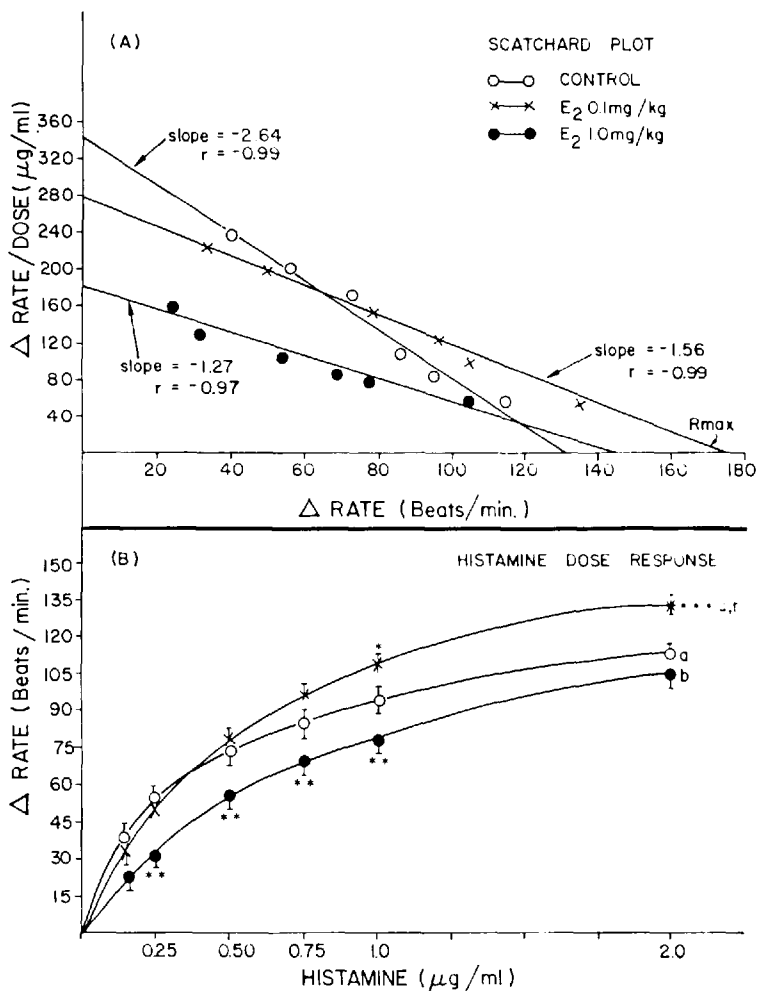 (A)
SCATCHARD PLOT
CONTROL
E2 0.1mg/kg
E2 1.0mg/kg
Δ RATE/DOSE (μg/ml)
360
320
280
240
200
160
120
80
40
slope = -2.64
r = -0.99
slope = -1.27
r = -0.97
slope = -1.56
r = -0.99
Rmax
20 40 60 80 100 120 140 160 180
Δ RATE (Beats/min.)
(B)
HISTAMINE DOSE RESPONSE
Δ RATE (Beats/min.)
150
135
120
105
90
75
60
45
30
15
*
a
b
** ** ** **
0.25 0.50 0.75 1.0 2.0
HISTAMINE (μg/ml)